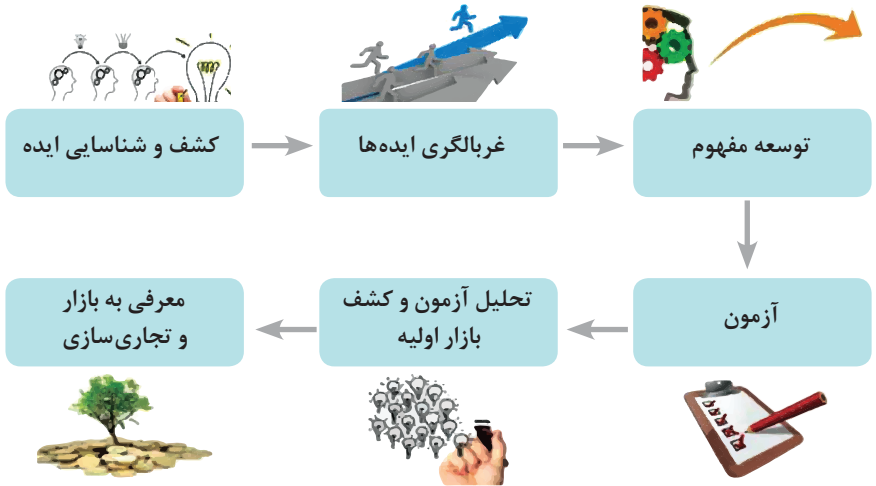 کشف و شناسایی ایده
غربالگری ایده‌ها
توسعه مفهوم
آزمون
تحلیل آزمون و کشف
بازار اولیه
معرفی به بازار
و تجاری‌سازی